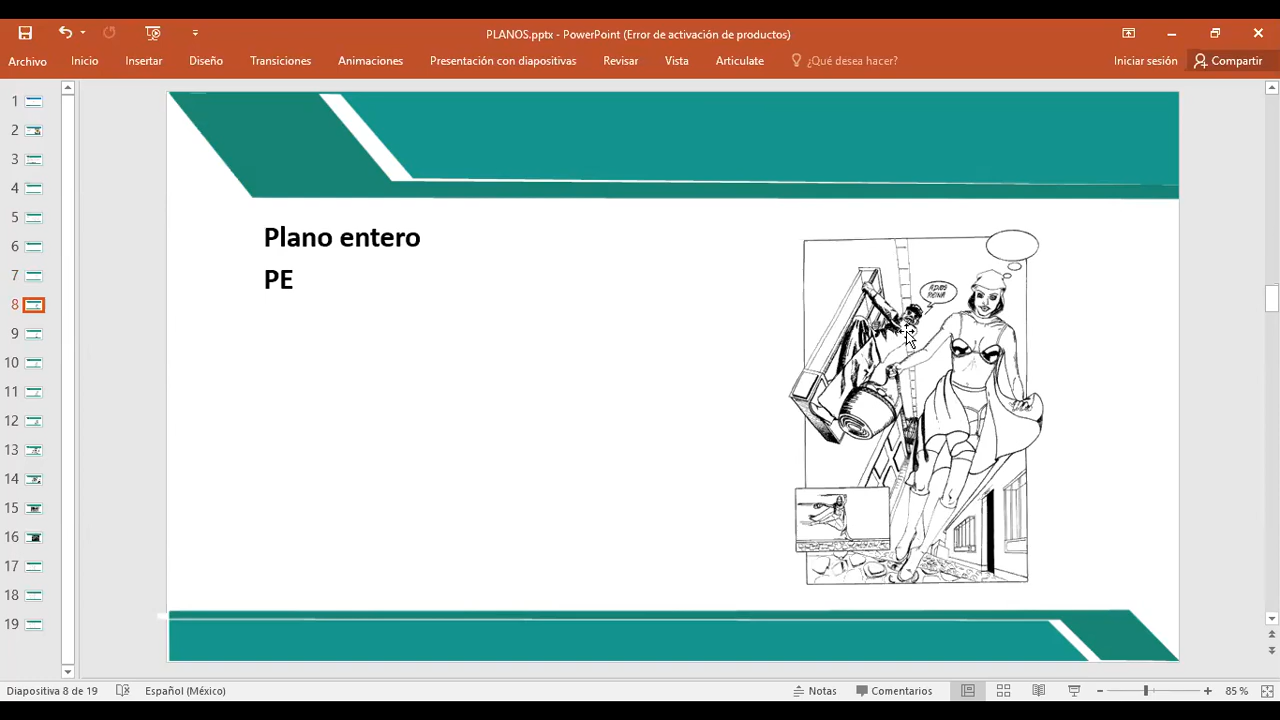 PLANOS.pptx - PowerPoint (Error de activación de productos)
Archivo Inicio Insertar Diseño Transiciones Animaciones Presentación con diapositivas Revisar Vista Articulate ¿Qué desea hacer? Iniciar sesión Compartir
1
2
3
4
5
6
7
8
9
10
11
12
13
14
15
16
17
18
19
Plano entero
PE
ADIOS
REINA
Diapositiva 8 de 19 Español (México) Notas Comentarios 85 %